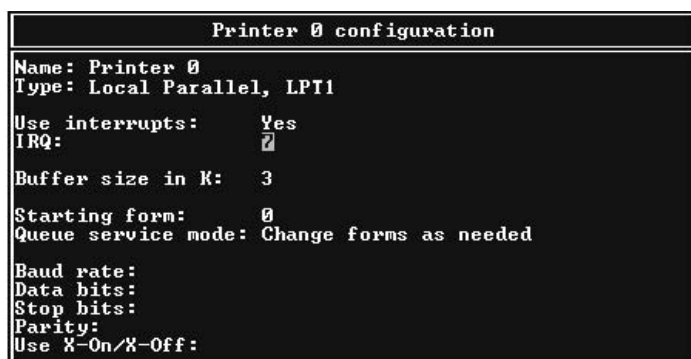 Printer 0 configuration
Name: Printer 0
Type: Local Parallel, LPT1
Use interrupts: Yes
IRQ: 7
Buffer size in K: 3
Starting form: 0
Queue service mode: Change forms as needed
Baud rate:
Data bits:
Stop bits:
Parity:
Use X-On/X-Off: